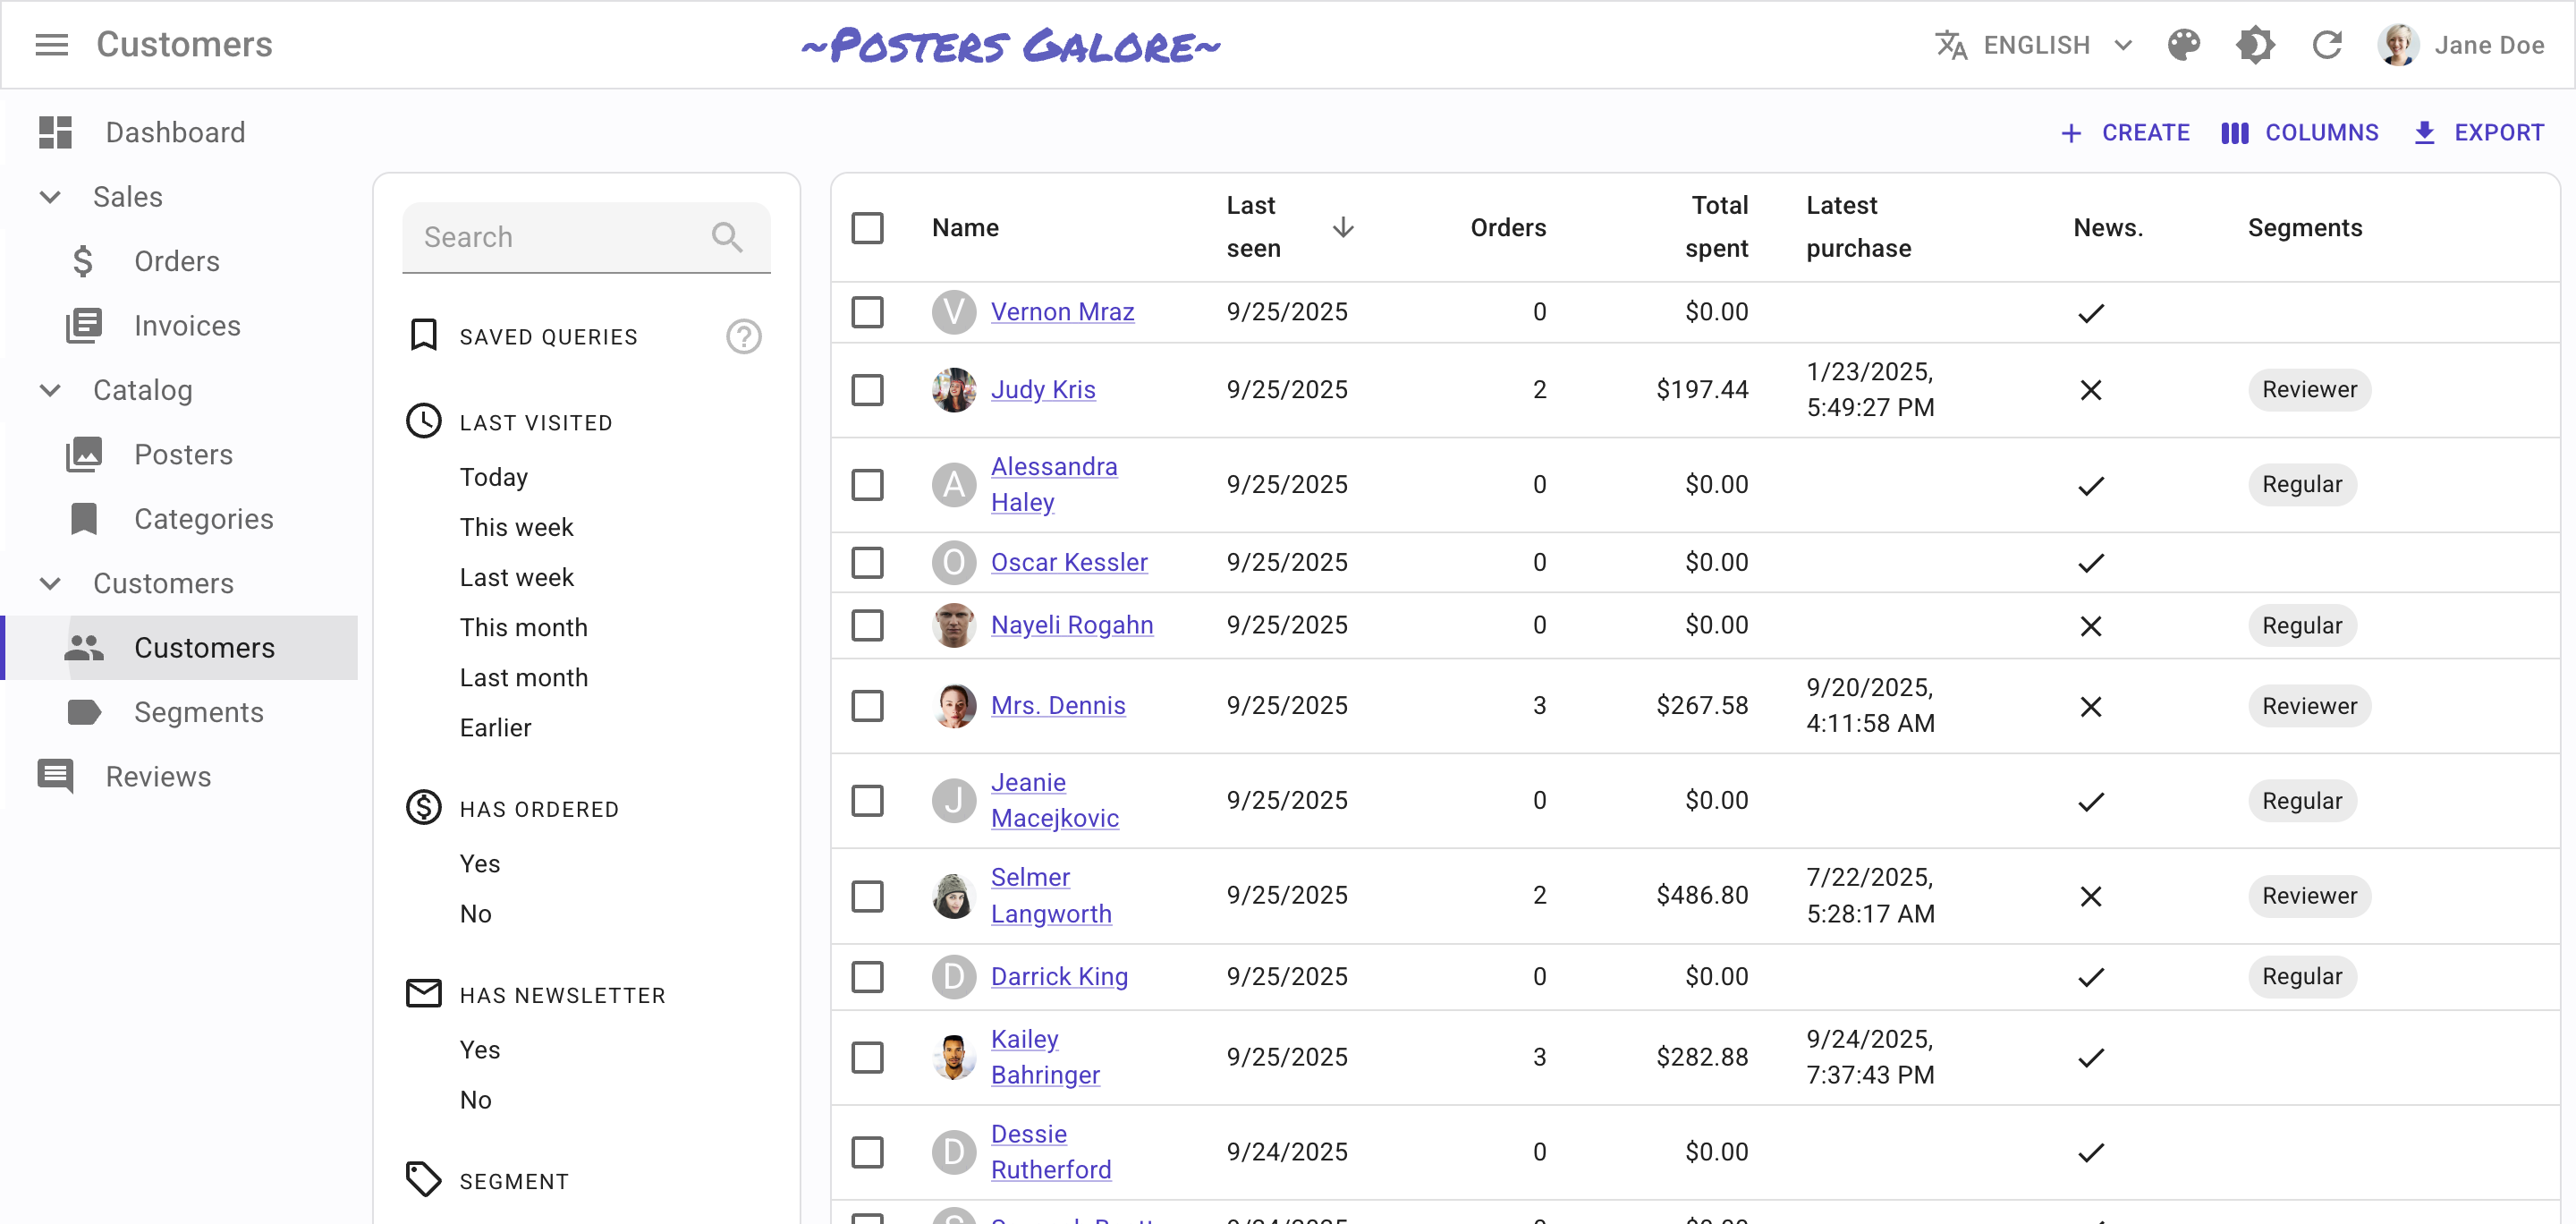 Customers
~Posters Galore~
ENGLISH
Jane Doe
Dashboard
Sales
Orders
Invoices
Catalog
Posters
Categories
Customers
Customers
Segments
Reviews
CREATE
COLUMNS
EXPORT
Search
SAVED QUERIES
LAST VISITED
Today
This week
Last week
This month
Last month
Earlier
HAS ORDERED
Yes
No
HAS NEWSLETTER
Yes
No
SEGMENT
Name Last seen Orders Total spent Latest purchase News. Segments
V Vernon Mraz 9/25/2025 0 $0.00
Judy Kris 9/25/2025 2 $197.44 1/23/2025, 5:49:27 PM Reviewer
A Alessandra Haley 9/25/2025 0 $0.00 Regular
O Oscar Kessler 9/25/2025 0 $0.00
Nayeli Rogahn 9/25/2025 0 $0.00 Regular
Mrs. Dennis 9/25/2025 3 $267.58 9/20/2025, 4:11:58 AM Reviewer
J Jeanie Macejkovic 9/25/2025 0 $0.00 Regular
Selmer Langworth 9/25/2025 2 $486.80 7/22/2025, 5:28:17 AM Reviewer
D Darrick King 9/25/2025 0 $0.00 Regular
Kailey Bahringer 9/25/2025 3 $282.88 9/24/2025, 7:37:43 PM
D Dessie Rutherford 9/24/2025 0 $0.00